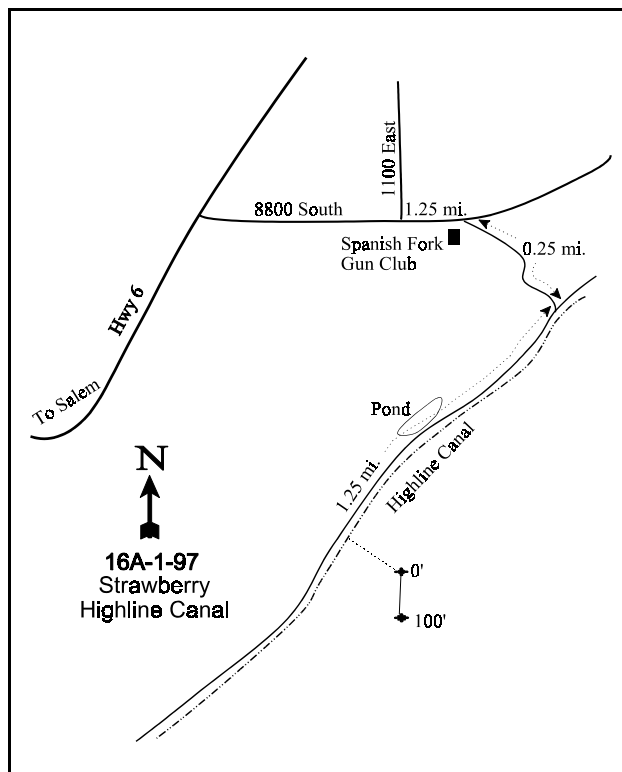 1100 East
8800 South
1.25 mi.
Spanish Fork
Gun Club
0.25 mi.
Hwy 6
To Salem
Pond
1.25 mi.
Highline Canal
N
16A-1-97
Strawberry
Highline Canal
0'
100'